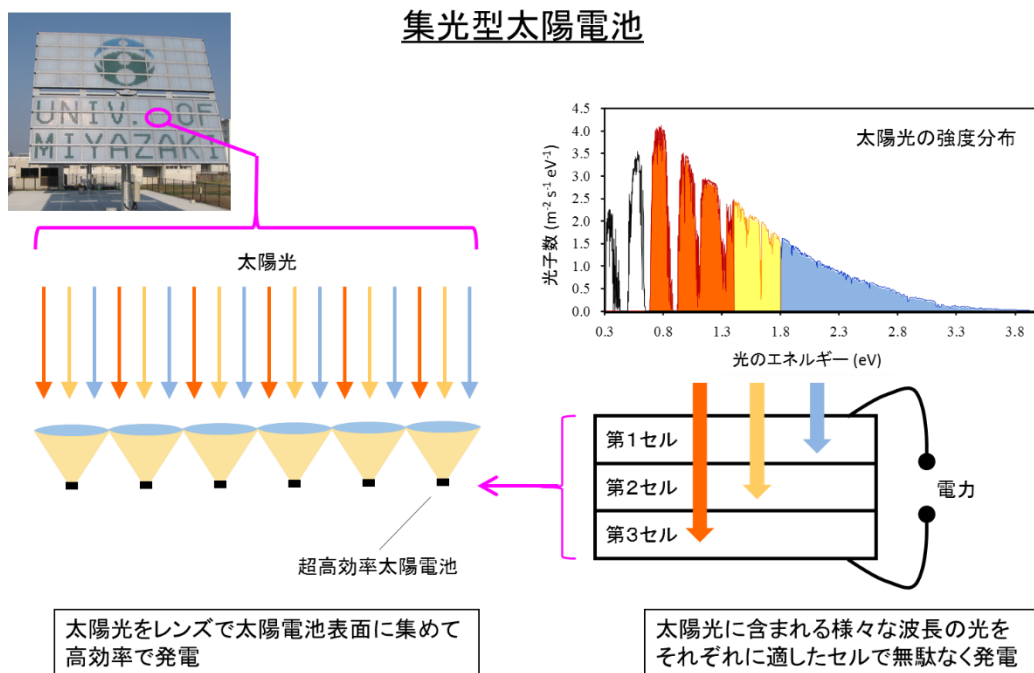 集光型太陽電池
UNIV. OF
MIYAZAKI
太陽光
超高効率太陽電池
太陽光をレンズで太陽電池表面に集めて
高効率で発電
太陽光の強度分布
光子数 (m⁻² s⁻¹ eV⁻¹)
4.5
4.0
3.5
3.0
2.5
2.0
1.5
1.0
0.5
0.0
0.3 0.8 1.3 1.8 2.3 2.8 3.3 3.8
光のエネルギー (eV)
第1セル
第2セル
第3セル
電力
太陽光に含まれる様々な波長の光を
それぞれに適したセルで無駄なく発電